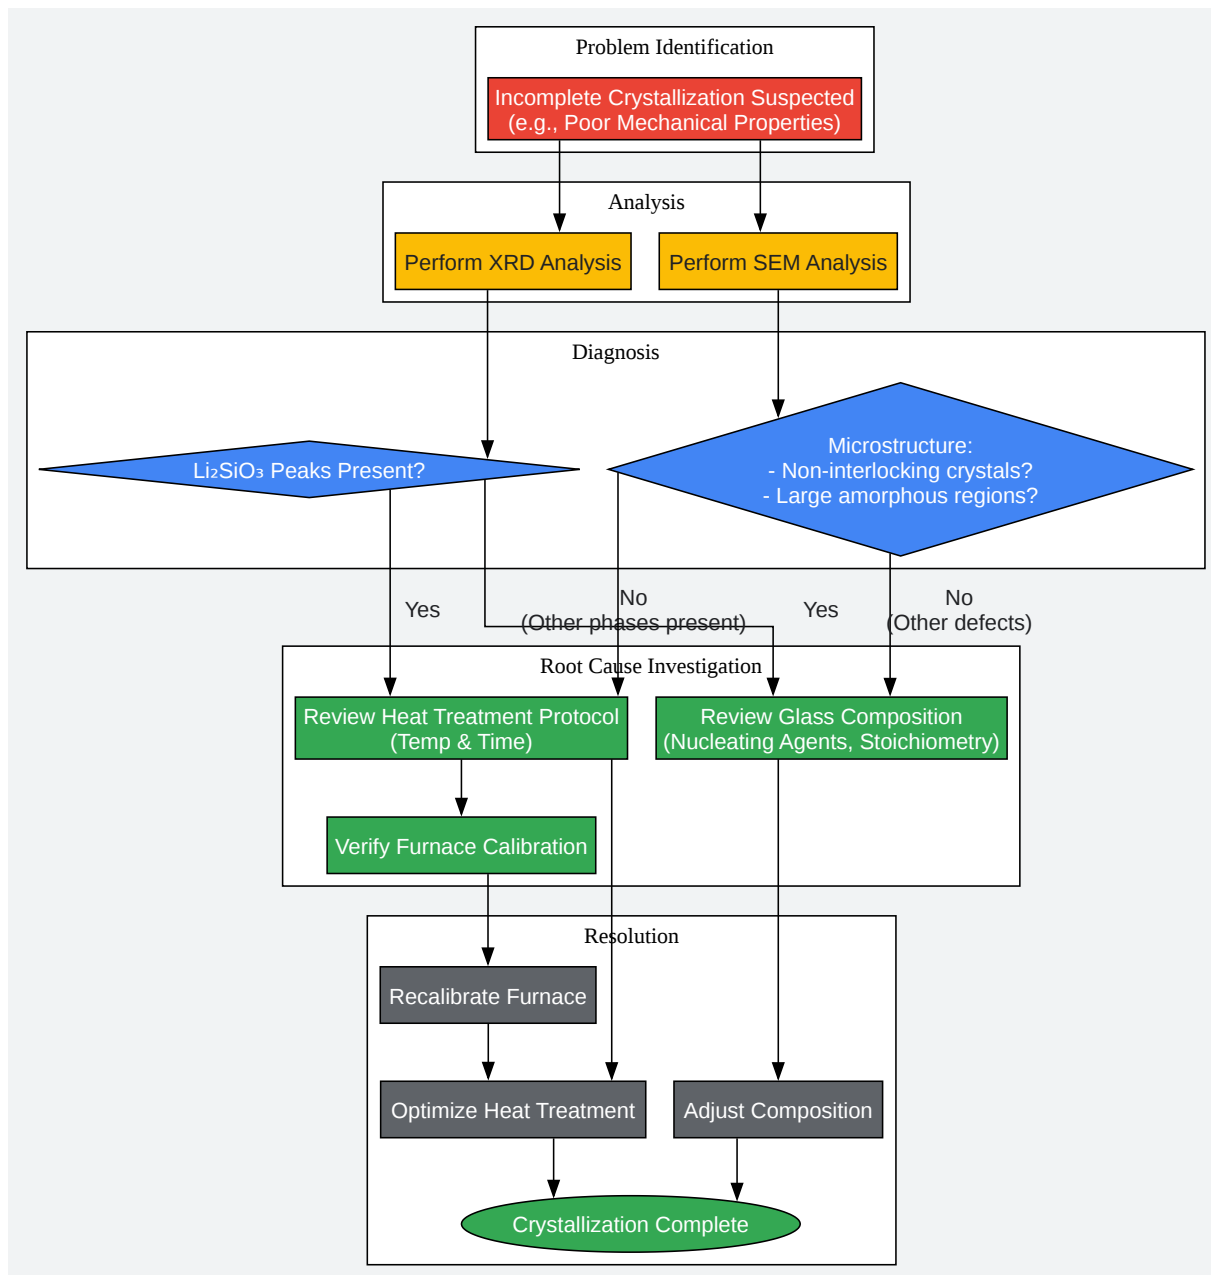 Problem Identification
Incomplete Crystallization Suspected
(e.g., Poor Mechanical Properties)
Analysis
Perform XRD Analysis
Perform SEM Analysis
Diagnosis
Li₂SiO₃ Peaks Present?
Microstructure:
- Non-interlocking crystals?
- Large amorphous regions?
Yes
No
(Other phases present)
Yes
No
(Other defects)
Root Cause Investigation
Review Heat Treatment Protocol
(Temp & Time)
Review Glass Composition
(Nucleating Agents, Stoichiometry)
Verify Furnace Calibration
Resolution
Recalibrate Furnace
Optimize Heat Treatment
Adjust Composition
Crystallization Complete